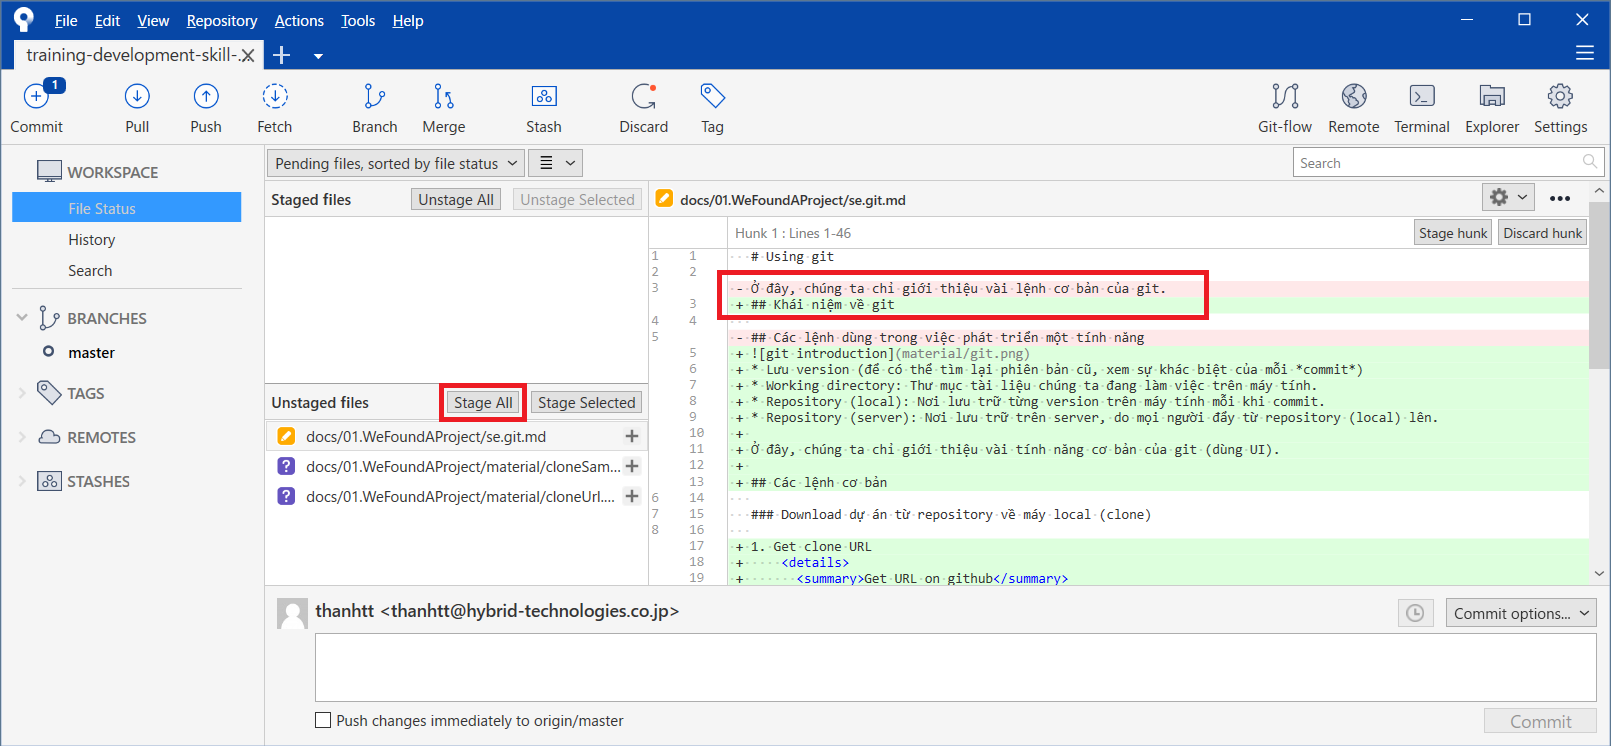 File Edit View Repository Actions Tools Help
training-development-skill-...
1
Commit Pull Push Fetch Branch Merge Stash Discard Tag Git-flow Remote Terminal Explorer Settings
WORKSPACE
File Status
History
Search
BRANCHES
master
TAGS
REMOTES
STASHES
Pending files, sorted by file status
Search
Staged files Unstage All Unstage Selected
Unstaged files Stage All Stage Selected
docs/01.WeFoundAProject/se.git.md
docs/01.WeFoundAProject/material/cloneSam...
docs/01.WeFoundAProject/material/cloneUrl....
docs/01.WeFoundAProject/se.git.md
Hunk 1 : Lines 1-46 Stage hunk Discard hunk
1 1 # Using git
2 2
3 - Ở đây, chúng ta chỉ giới thiệu vài lệnh cơ bản của git.
3 + ## Khái niệm về git
4 4
5 - ## Các lệnh dùng trong việc phát triển một tính năng
5 + ![git introduction](material/git.png)
6 + * Lưu version (để có thể tìm lại phiên bản cũ, xem sự khác biệt của mỗi *commit*)
7 + * Working directory: Thư mục tài liệu chúng ta đang làm việc trên máy tính.
8 + * Repository (local): Nơi lưu trữ từng version trên máy tính mỗi khi commit.
9 + * Repository (server): Nơi lưu trữ trên server, do mọi người đẩy từ repository (local) lên.
10 +
11 + Ở đây, chúng ta chỉ giới thiệu vài tính năng cơ bản của git (dùng UI).
12 +
13 + ## Các lệnh cơ bản
6 14
7 15 ### Download dự án từ repository về máy local (clone)
8 16
17 + 1. Get clone URL
18 + <details>
19 + <summary>Get URL on github</summary>
thanhtt <thanhtt@hybrid-technologies.co.jp>
Commit options...
Push changes immediately to origin/master
Commit